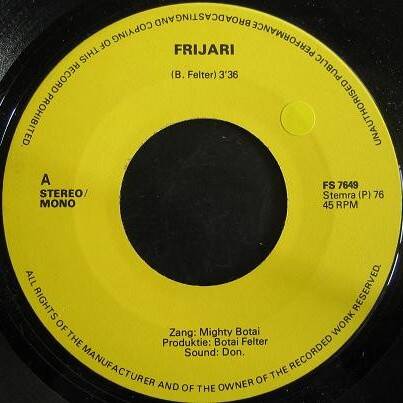 FRIJARI
(B. Felter) 3'36
A
STEREO/
MONO
FS 7649
Stemra (P) 76
45 RPM
Zang: Mighty Botai
Produktie: Botai Felter
Sound: Don.
ALL RIGHTS OF THE MANUFACTURER AND OF THE OWNER OF THE RECORDED WORK RESERVED.
UNAUTHORISED PUBLIC PERFORMANCE BROADCASTING AND COPYING OF THIS RECORD PROHIBITED